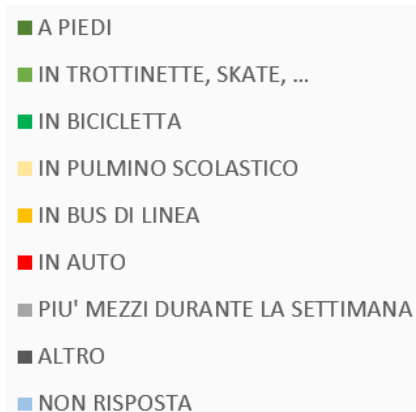 A PIEDI
IN TROTTINETTE, SKATE, ...
IN BICICLETTA
IN PULMINO SCOLASTICO
IN BUS DI LINEA
IN AUTO
PIU' MEZZI DURANTE LA SETTIMANA
ALTRO
NON RISPOSTA